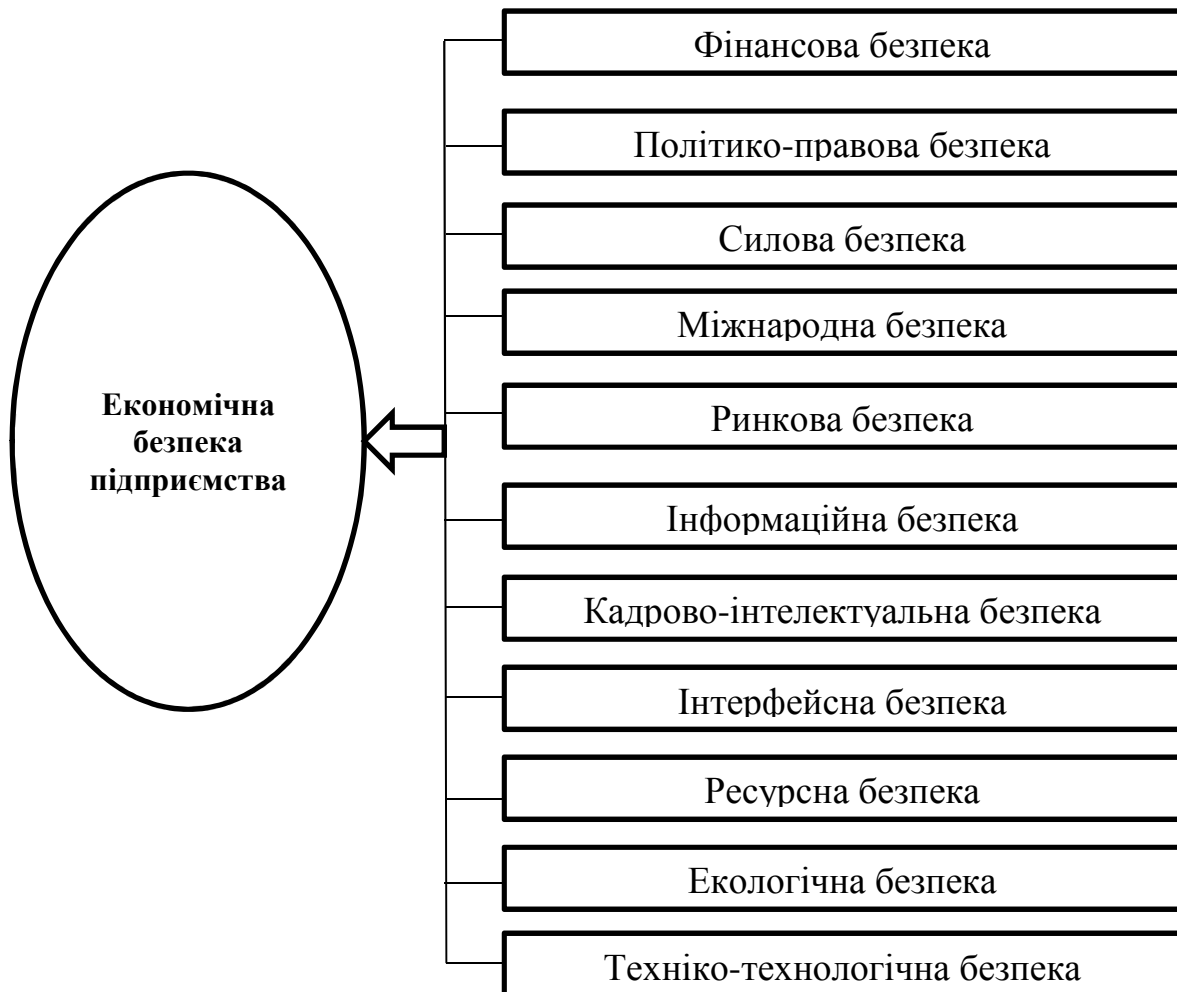 Фінансова безпека
Політико-правова безпека
Силова безпека
Міжнародна безпека
Економічна
безпека
підприємства
Ринкова безпека
Інформаційна безпека
Кадрово-інтелектуальна безпека
Інтерфейсна безпека
Ресурсна безпека
Екологічна безпека
Техніко-технологічна безпека